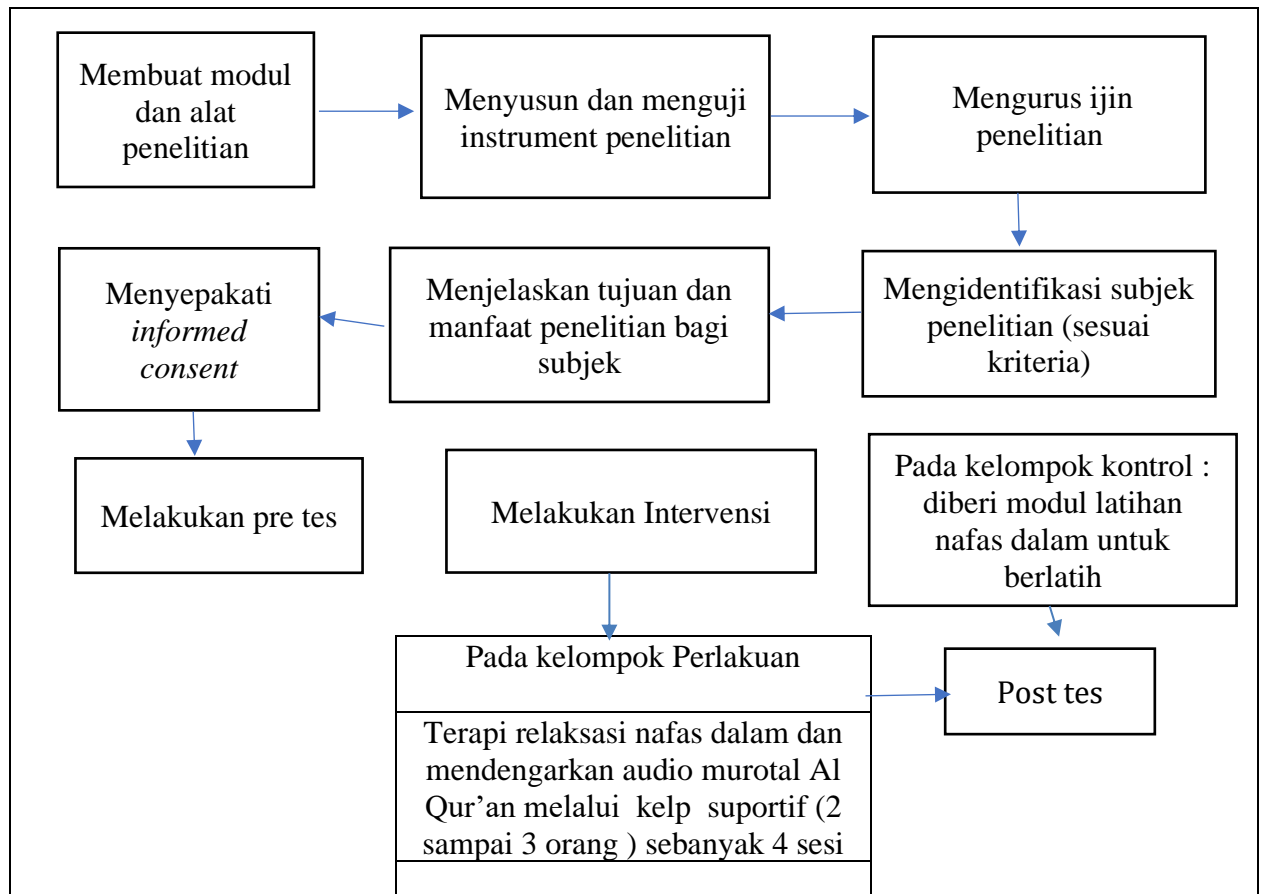 Membuat modul
dan alat
penelitian
Menyusun dan menguji
instrument penelitian
Mengurus ijin
penelitian
Mengidentifikasi subjek
penelitian (sesuai
kriteria)
Menjelaskan tujuan dan
manfaat penelitian bagi
subjek
Menyepakati
informed
consent
Melakukan pre tes
Melakukan Intervensi
Pada kelompok kontrol :
diberi modul latihan
nafas dalam untuk
berlatih
Pada kelompok Perlakuan
Terapi relaksasi nafas dalam dan
mendengarkan audio murotal Al
Qur’an melalui kelp suportif (2
sampai 3 orang ) sebanyak 4 sesi
Post tes